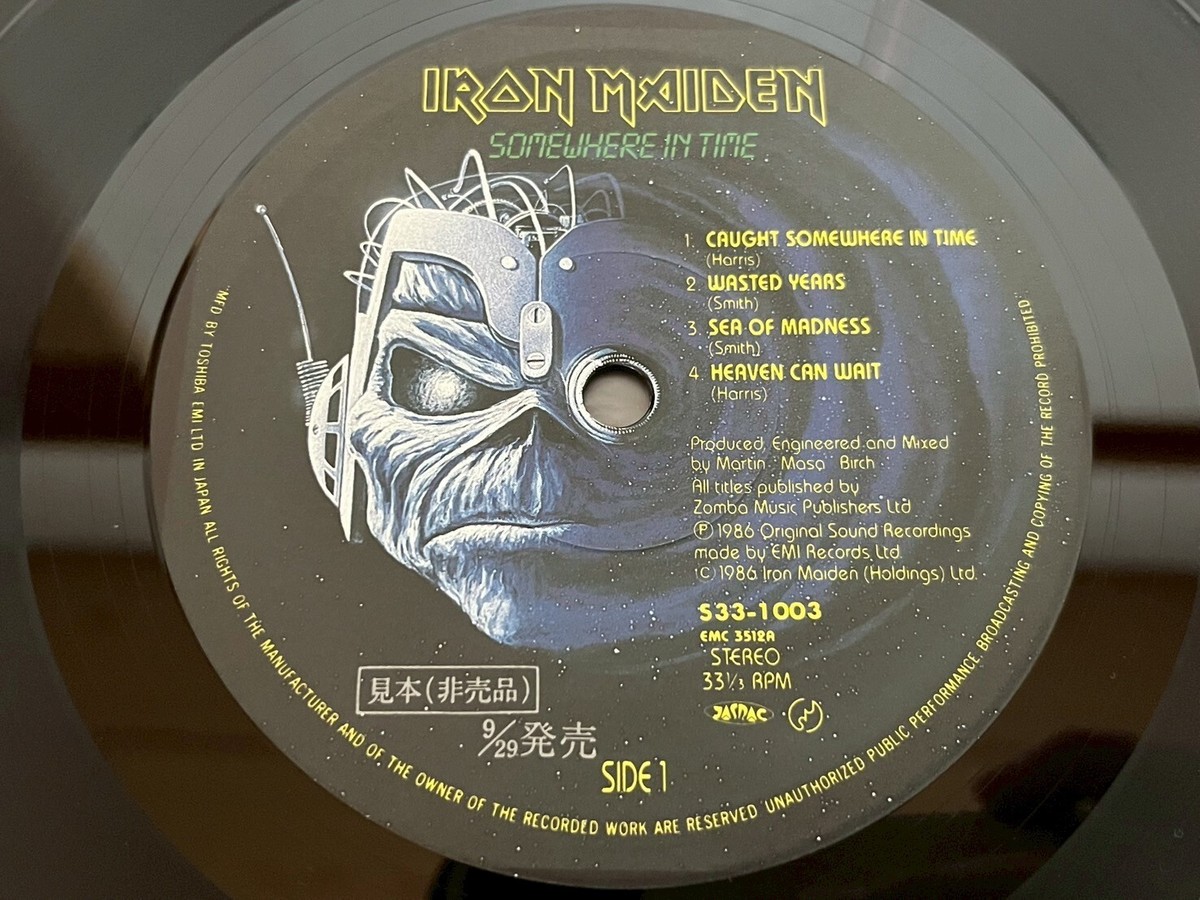 IRON MAIDEN
SOMEWHERE IN TIME
1. CAUGHT SOMEWHERE IN TIME
(Harris)
2. WASTED YEARS
(Smith)
3. SEA OF MADNESS
(Smith)
4. HEAVEN CAN WAIT
(Harris)
Produced, Engineered and Mixed
by Martin "Masa" Birch
All titles published by
Zomba Music Publishers Ltd
Ⓟ 1986 Original Sound Recordings
made by EMI Records Ltd.
© 1986 Iron Maiden (Holdings) Ltd.
S33-1003
EMC 3512A
STEREO
33⅓ RPM
JASRAC
見本(非売品)
9/29発売
SIDE 1
MFD BY TOSHIBA EMI LTD IN JAPAN ALL RIGHTS OF THE MANUFACTURER AND OF, THE OWNER OF THE RECORDED WORK ARE RESERVED UNAUTHORIZED PUBLIC PERFORMANCE BROADCASTING AND COPYING OF THE RECORD PROHIBITED